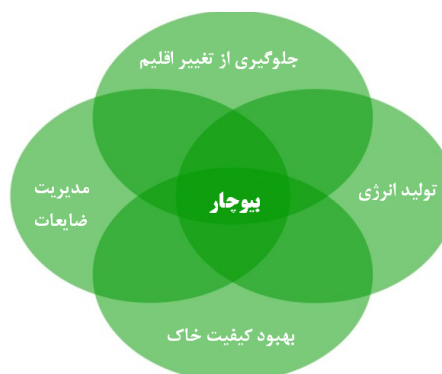 جلوگیری از تغییر اقلیم
مدیریت
ضایعات
بیوچار
تولید انرژی
بهبود کیفیت خاک